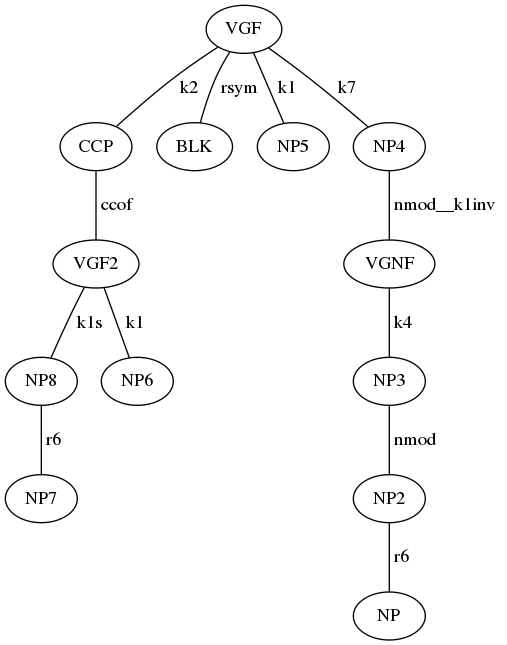 VGF
k2 rsym k1 k7
CCP BLK NP5 NP4
ccof nmod__k1inv
VGF2 VGNF
k1s k1 k4
NP8 NP6 NP3
r6 nmod
NP7 NP2
r6
NP